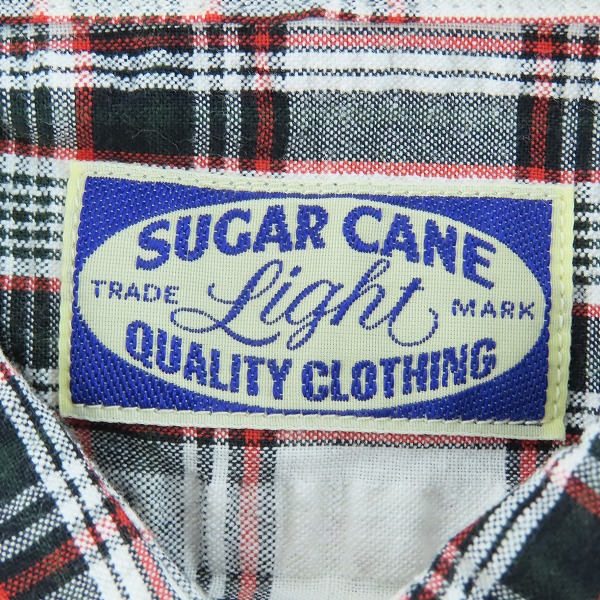 SUGAR CANE
TRADE Light MARK
QUALITY CLOTHING